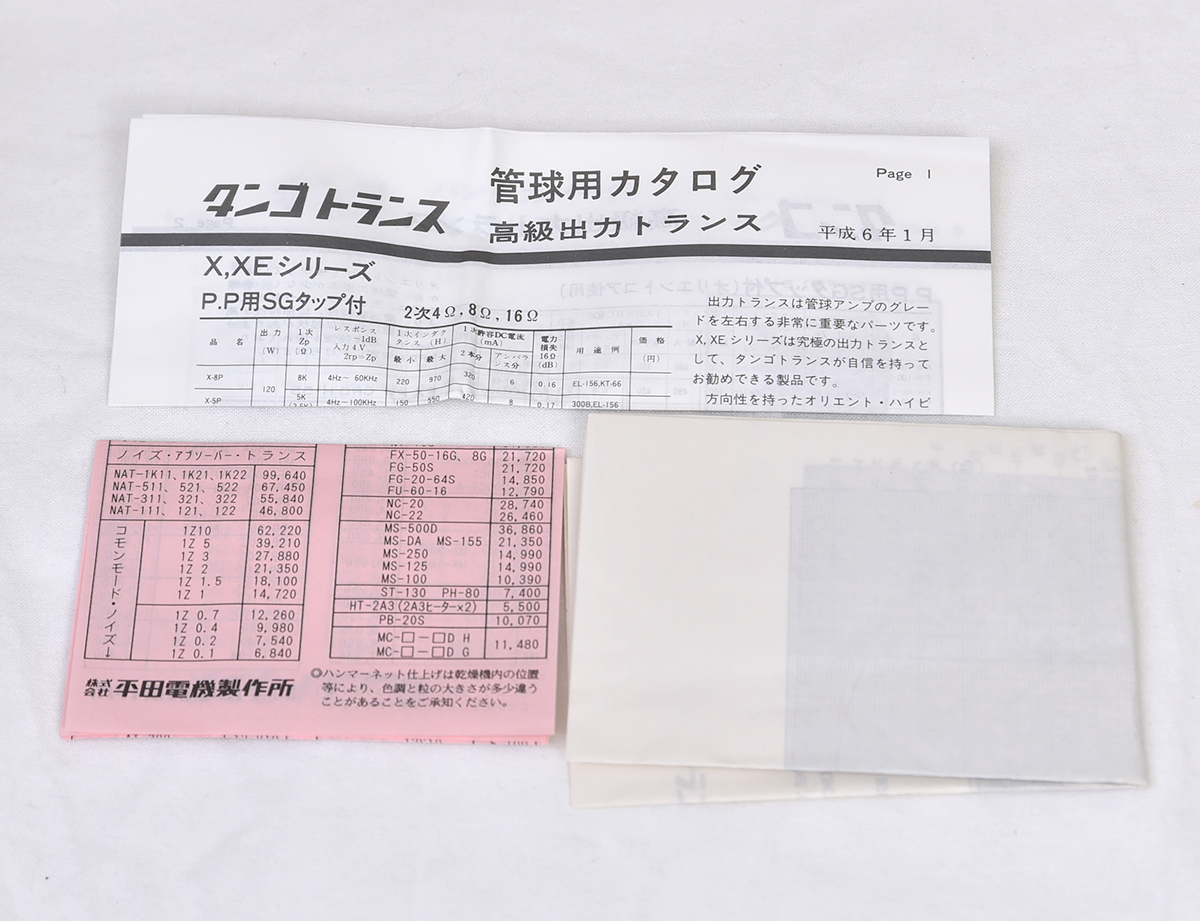 タンゴトランス
管球用カタログ
高級出力トランス
Page 1
平成6年1月
X,XEシリーズ
P.P用SGタップ付 2次4Ω,8Ω,16Ω
品名 出力(W) 1次Zp(Ω) レスポンス-1dB入力4V2rp=Zp 1次インダクタンス(H) 最小 最大 1次許容DC電流(mA) 2本分 アンバランス分 電力損失16Ω(dB) 用途例 価格(円)
X-8P 120 8K 4Hz~60KHz 220 970 320 6 0.16 EL-156,KT-66
X-5P 5K 4Hz~100KHz 150 550 420 8 0.17 300B,EL-156
出力トランスは管球アンプのグレー
ドを左右する非常に重要なパーツです。
X, XE シリーズは究極の出力トランスと
して、タンゴトランスが自信を持って
お勧めできる製品です。
方向性を持ったオリエント・ハイビ
ノイズ・アブソーバー・トランス
NAT-1K11、1K21、1K22 99,640
NAT-511、521、522 67,450
NAT-311、321、322 55,840
NAT-111、121、122 46,800
コモンモード・ノイズ↓
1Z10 62,220
1Z 5 39,210
1Z 3 27,880
1Z 2 21,350
1Z 1.5 18,100
1Z 1 14,720
1Z 0.7 12,260
1Z 0.4 9,980
1Z 0.2 7,540
1Z 0.1 6,840
株式会社 平田電機製作所
FX-50-16G、8G 21,720
FG-50S 21,720
FG-20-64S 14,850
FU-60-16 12,790
NC-20 28,740
NC-22 26,460
MS-500D 36,860
MS-DA MS-155 21,350
MS-250 14,990
MS-125 14,990
MS-100 10,390
ST-130 PH-80 7,400
HT-2A3(2A3ヒーター×2) 5,500
PB-20S 10,070
MC-□-□D H 11,480
MC-□-□D G
◎ハンマーネット仕上げは乾燥機内の位置
等により、色調と粒の大きさが多少違う
ことがあることをご承知ください。